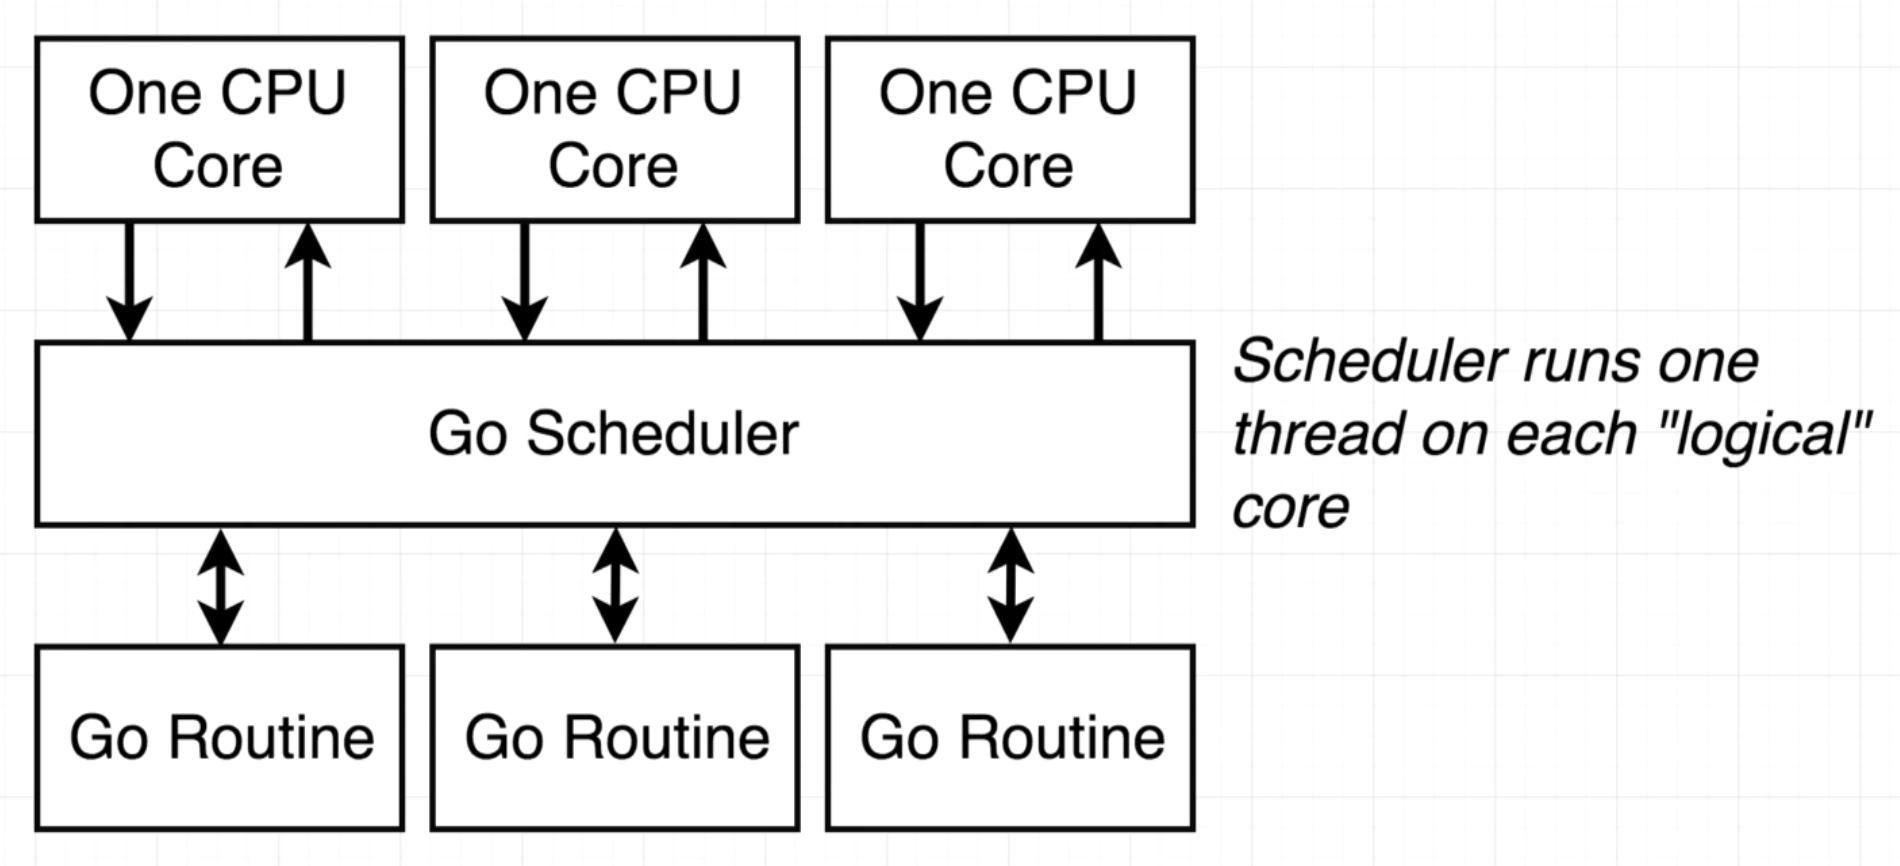 One CPU
Core
One CPU
Core
One CPU
Core
Go Scheduler
Scheduler runs one
thread on each "logical"
core
Go Routine
Go Routine
Go Routine